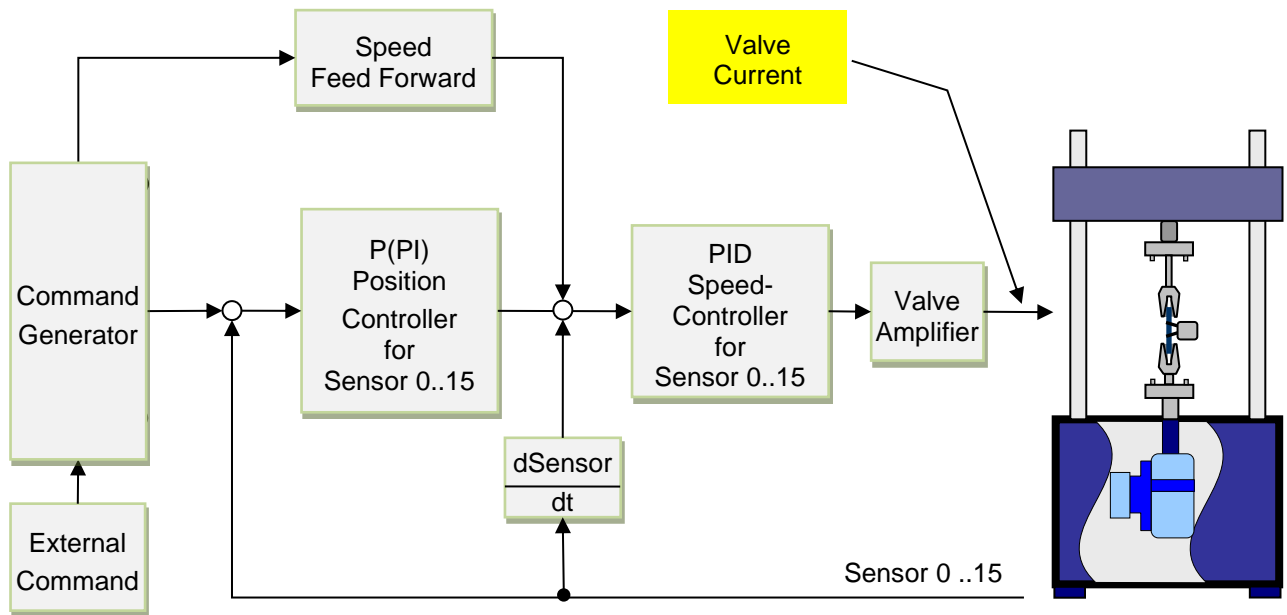 Speed
Feed Forward
Valve
Current
Command
Generator
P(PI)
Position
Controller
for
Sensor 0..15
PID
Speed-
Controller
for
Sensor 0..15
Valve
Amplifier
dSensor
dt
External
Command
Sensor 0 ..15